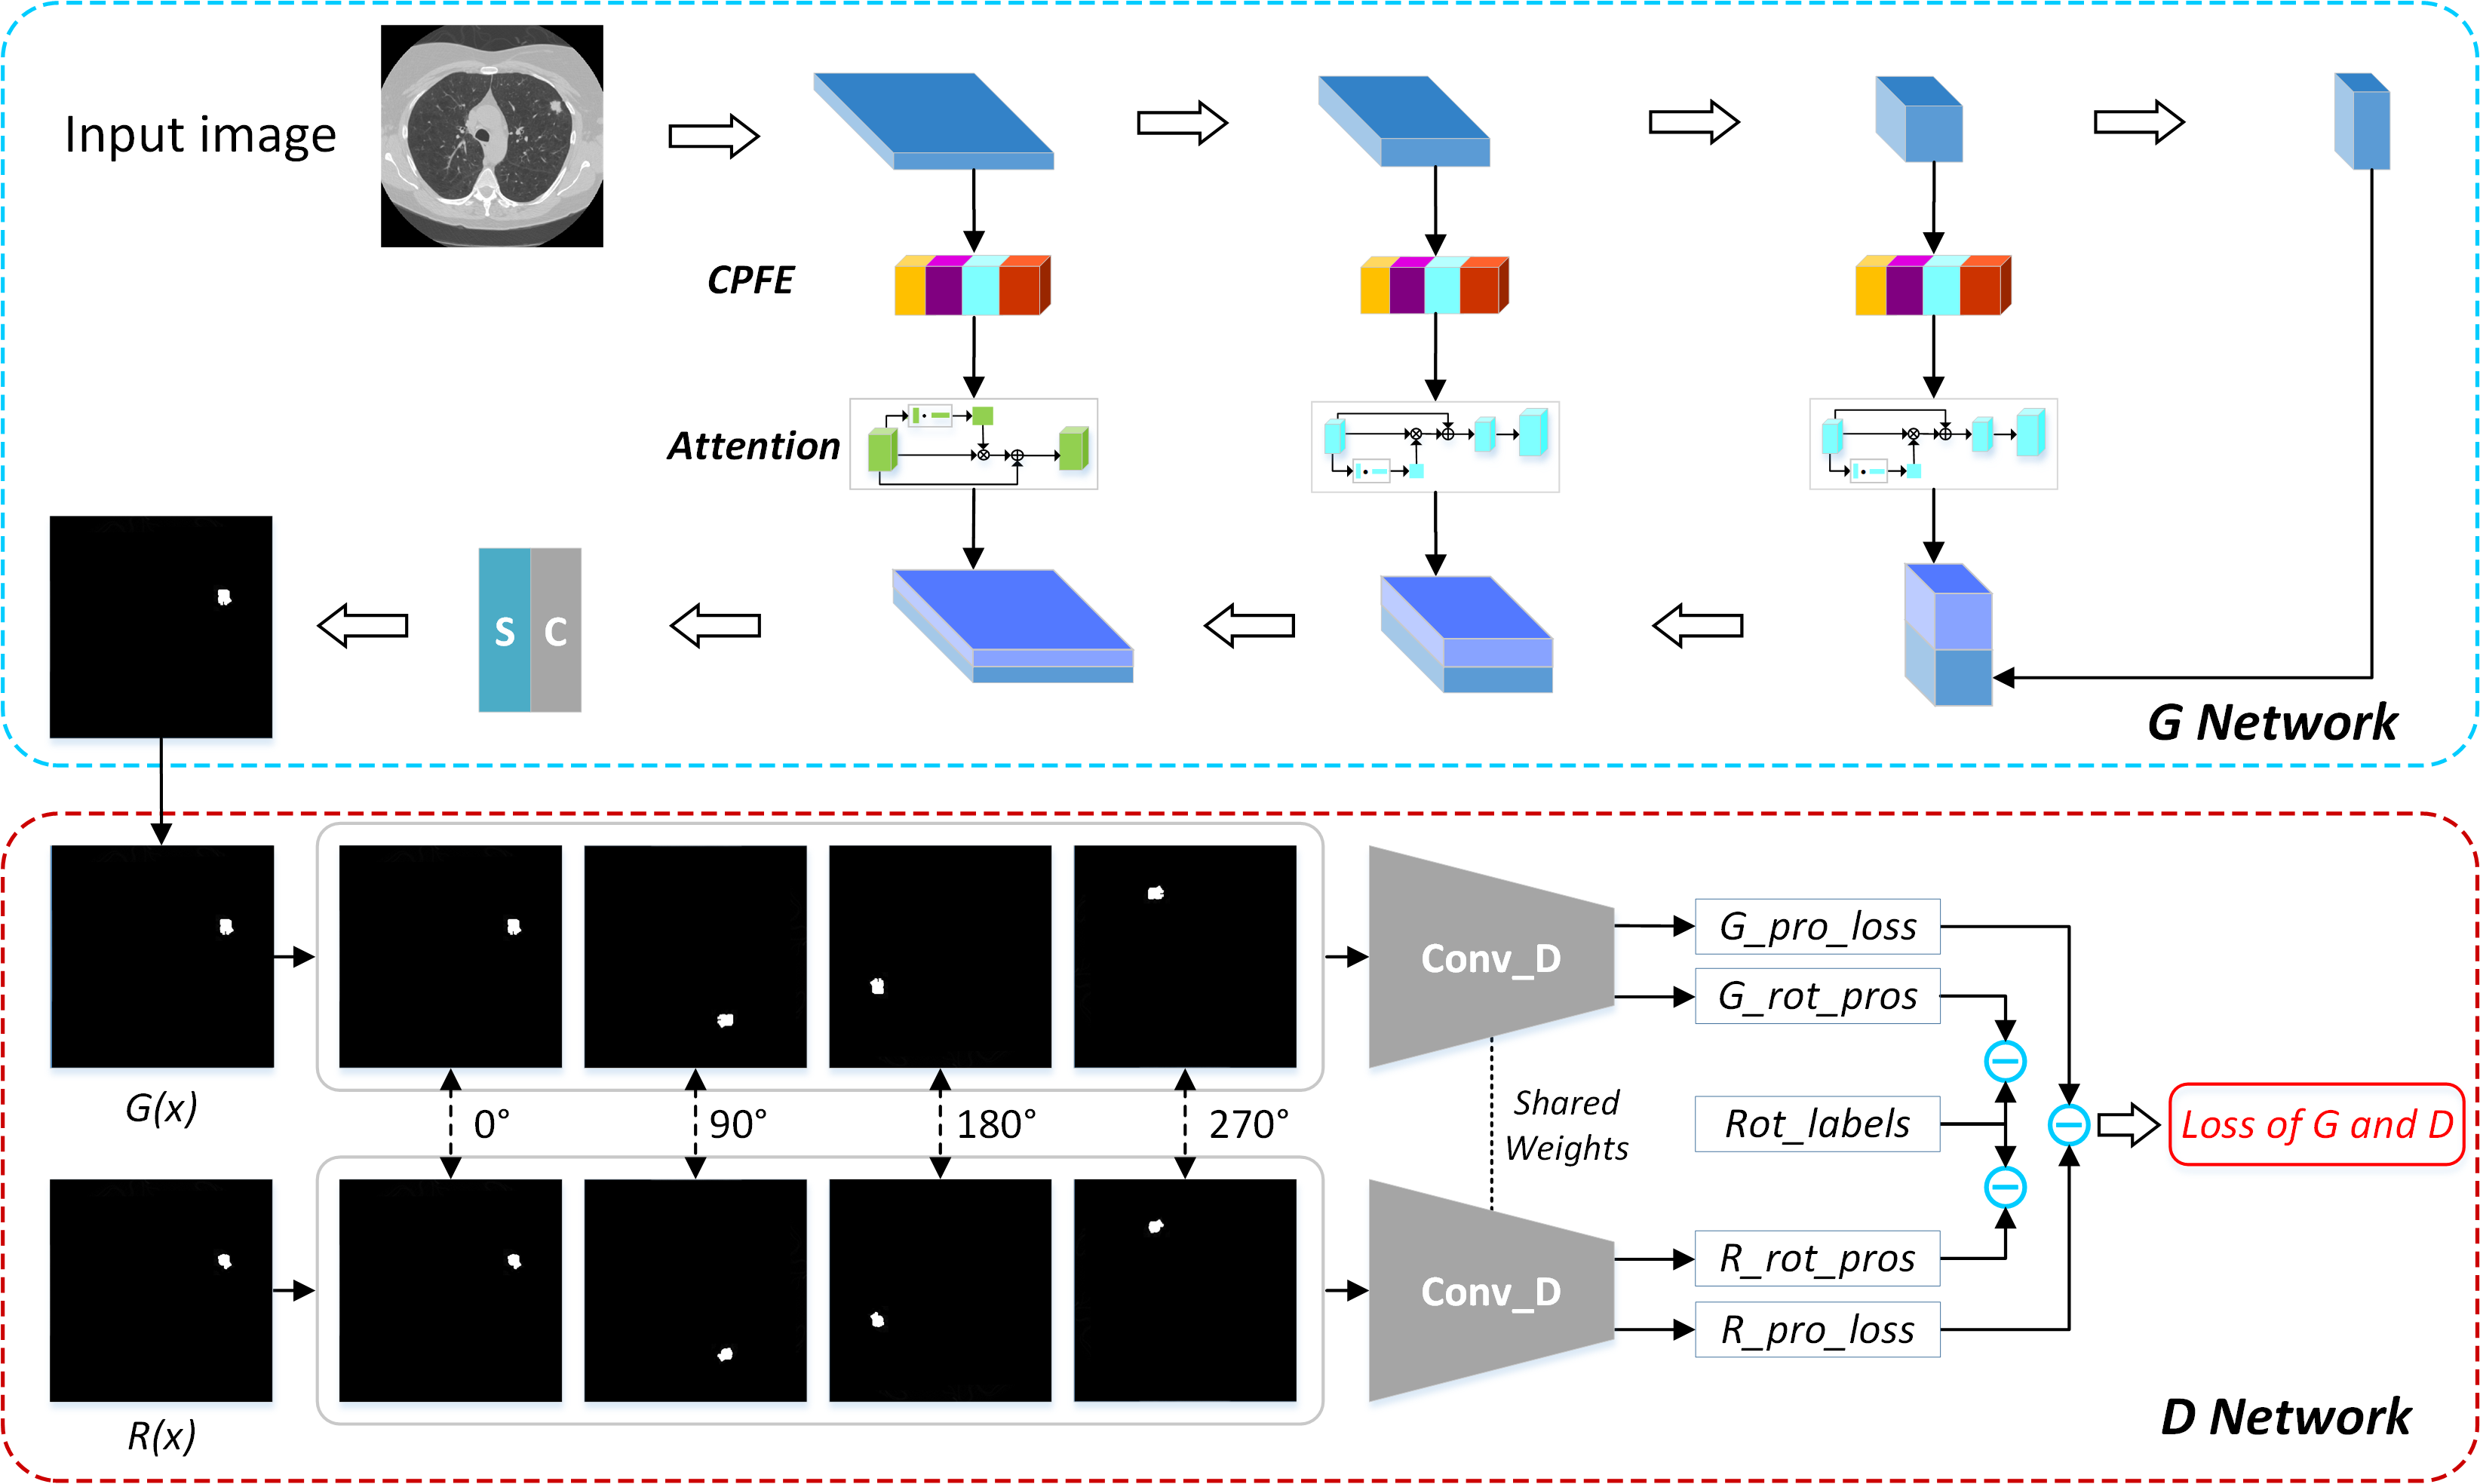 Input image
CPFE
Attention
S C
G Network
G(x)
0° 90° 180° 270°
R(x)
Conv_D
Shared
Weights
Conv_D
G_pro_loss
G_rot_pros
Rot_labels
R_rot_pros
R_pro_loss
Loss of G and D
D Network